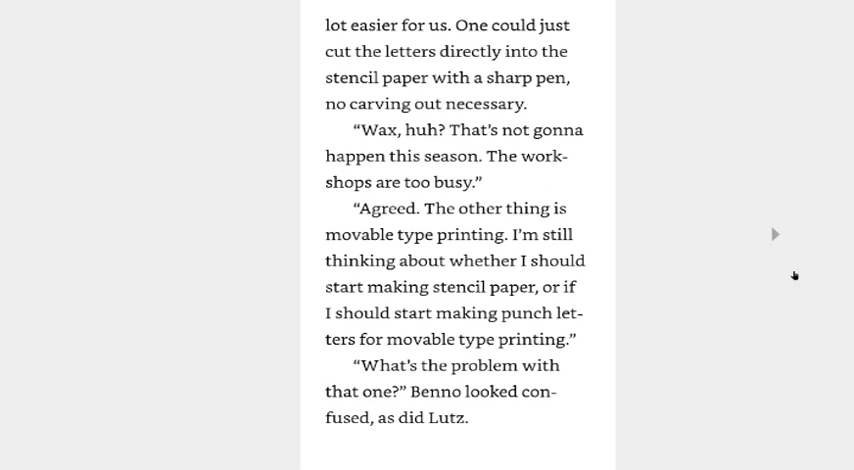 lot easier for us. One could just
cut the letters directly into the
stencil paper with a sharp pen,
no carving out necessary.
“Wax, huh? That’s not gonna
happen this season. The work-
shops are too busy.”
“Agreed. The other thing is
movable type printing. I’m still
thinking about whether I should
start making stencil paper, or if
I should start making punch let-
ters for movable type printing.”
“What’s the problem with
that one?” Benno looked con-
fused, as did Lutz.